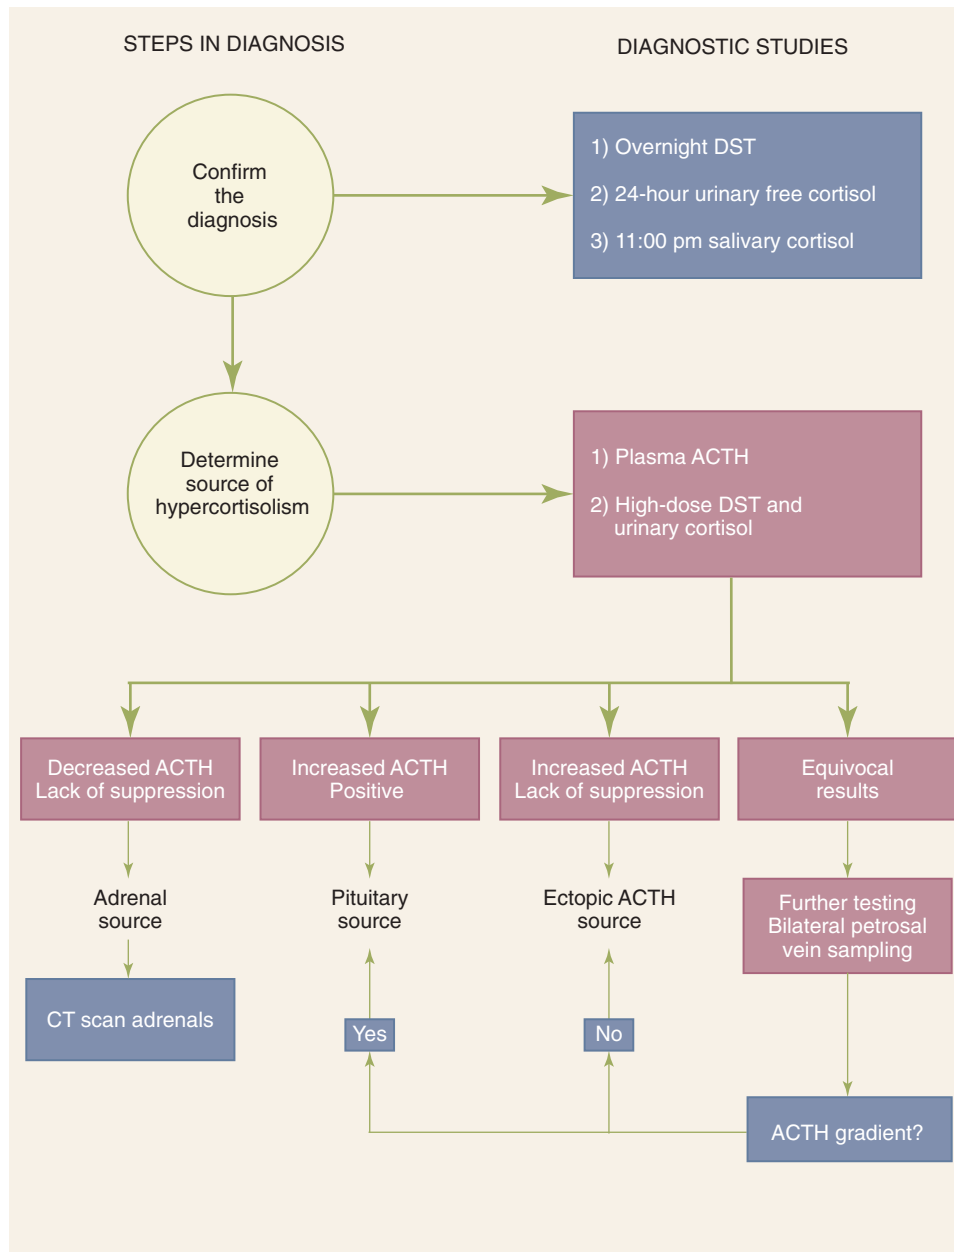 STEPS IN DIAGNOSIS
DIAGNOSTIC STUDIES
Confirm
the
diagnosis
1) Overnight DST
2) 24-hour urinary free cortisol
3) 11:00 pm salivary cortisol
Determine
source of
hypercortisolism
1) Plasma ACTH
2) High-dose DST and
urinary cortisol
Decreased ACTH
Lack of suppression
Increased ACTH
Positive
Increased ACTH
Lack of suppression
Equivocal
results
Adrenal
source
Pituitary
source
Ectopic ACTH
source
Further testing
Bilateral petrosal
vein sampling
CT scan adrenals
Yes
No
ACTH gradient?